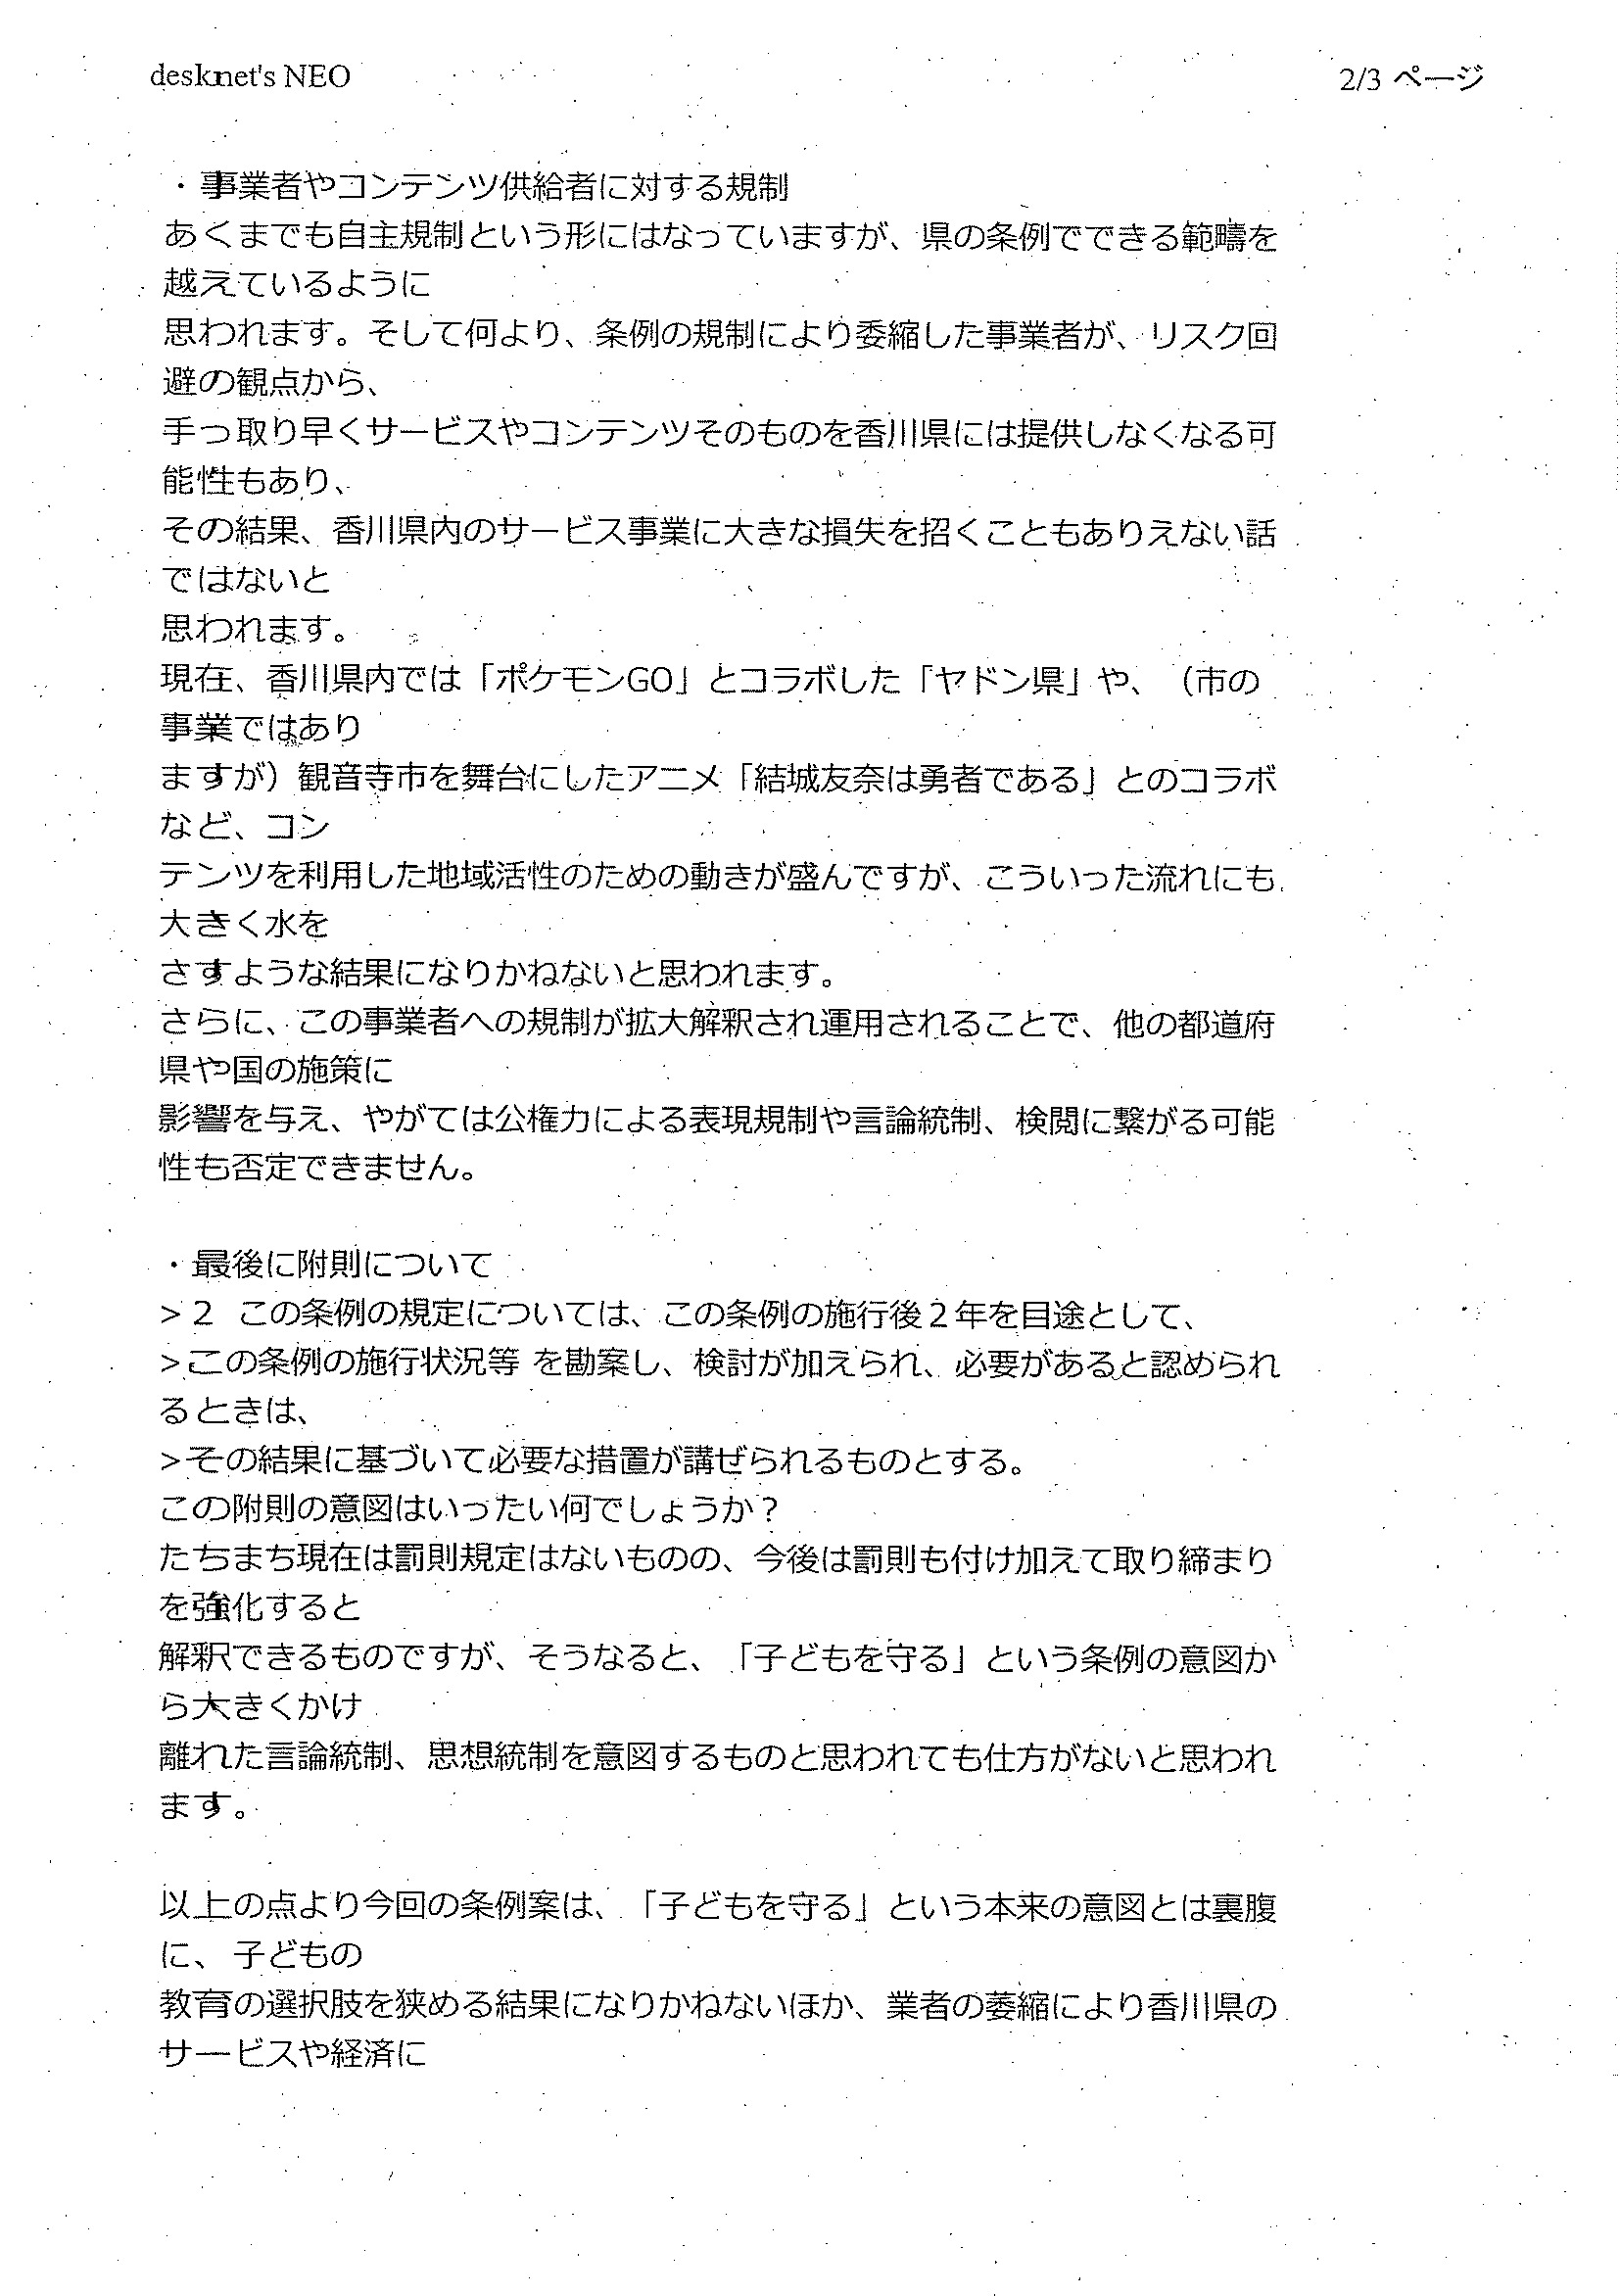 desknet's NEO
2/3 ページ
・事業者やコンテンツ供給者に対する規制
あくまでも自主規制という形にはなっていますが、県の条例でできる範疇を
越えているように
思われます。そして何より、条例の規制により委縮した事業者が、リスク回
避の観点から、
手っ取り早くサービスやコンテンツそのものを香川県には提供しなくなる可
能性もあり、
その結果、香川県内のサービス事業に大きな損失を招くこともありえない話
ではないと
思われます。
現在、香川県内では「ポケモンGO」とコラボした「ヤドン県」や、（市の
事業ではあり
ますが）観音寺市を舞台にしたアニメ「結城友奈は勇者である」とのコラボ
など、コン
テンツを利用した地域活性のための動きが盛んですが、こういった流れにも
大きく水を
さすような結果になりかねないと思われます。
さらに、この事業者への規制が拡大解釈され運用されることで、他の都道府
県や国の施策に
影響を与え、やがては公権力による表現規制や言論統制、検閲に繋がる可能
性も否定できません。
・最後に附則について
>２ この条例の規定については、この条例の施行後２年を目途として、
>この条例の施行状況等 を勘案し、検討が加えられ、必要があると認められ
るときは、
>その結果に基づいて必要な措置が講ぜられるものとする。
この附則の意図はいったい何でしょうか？
たちまち現在は罰則規定はないものの、今後は罰則も付け加えて取り締まり
を強化すると
解釈できるものですが、そうなると、「子どもを守る」という条例の意図か
ら大きくかけ
離れた言論統制、思想統制を意図するものと思われても仕方がないと思われ
ます。
以上の点より今回の条例案は、「子どもを守る」という本来の意図とは裏腹
に、子どもの
教育の選択肢を狭める結果になりかねないほか、業者の萎縮により香川県の
サービスや経済に